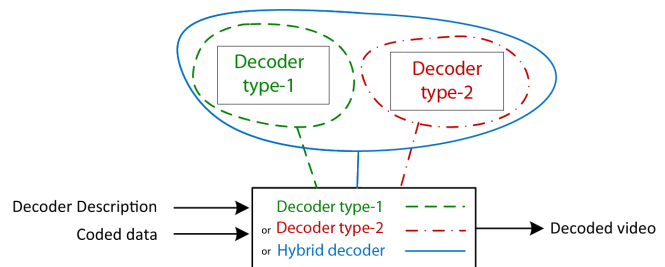 Decoder
type-1
Decoder
type-2
Decoder Description
Coded data
Decoder type-1
or Decoder type-2
or Hybrid decoder
Decoded video